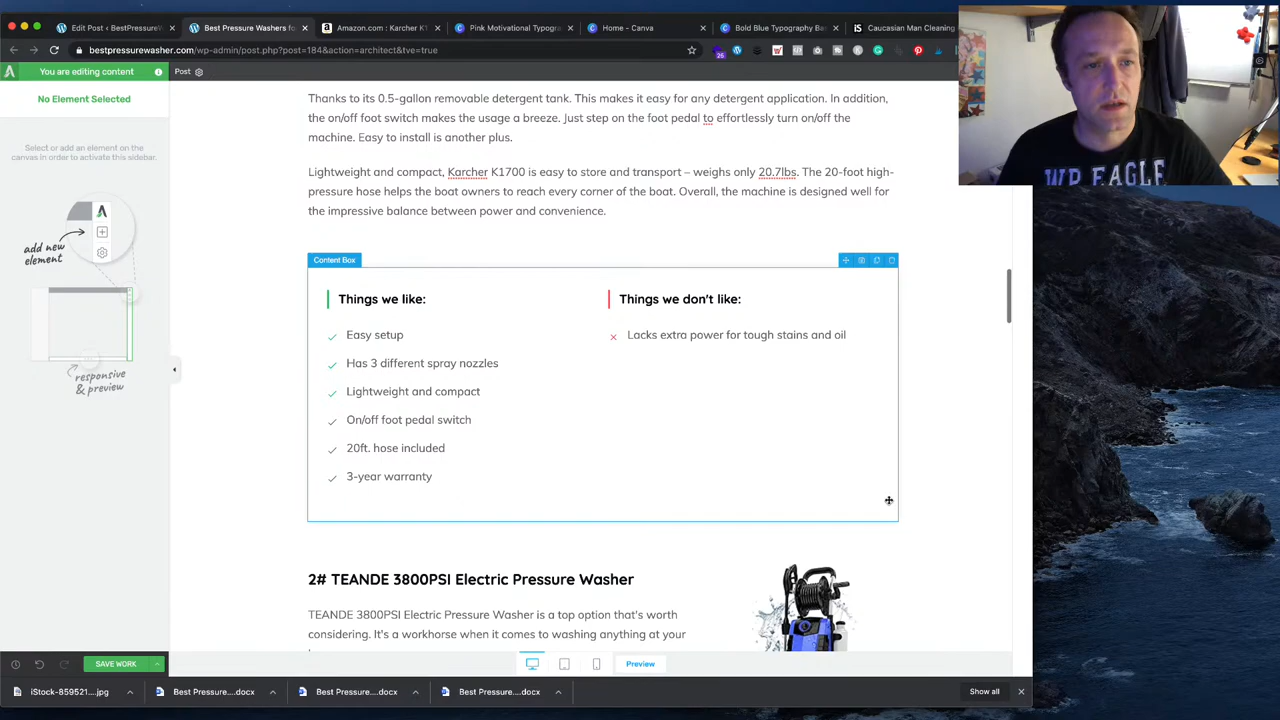 Edit Post ‹ BestPressureW
Best Pressure Washers fo
Amazon.com : Karcher K1
Pink Motivational Typogra
Home - Canva
Bold Blue Typography Ba
Caucasian Man Cleaning
bestpressurewasher.com/wp-admin/post.php?post=184&action=architect&tve=true
You are editing content
Post
No Element Selected
Select or add an element on the
canvas in order to activate this sidebar.
add new
element
responsive
& preview
Thanks to its 0.5-gallon removable detergent tank. This makes it easy for any detergent application. In addition,
the on/off foot switch makes the usage a breeze. Just step on the foot pedal to effortlessly turn on/off the
machine. Easy to install is another plus.
Lightweight and compact, Karcher K1700 is easy to store and transport – weighs only 20.7lbs. The 20-foot high-
pressure hose helps the boat owners to reach every corner of the boat. Overall, the machine is designed well for
the impressive balance between power and convenience.
Content Box
Things we like:
Easy setup
Has 3 different spray nozzles
Lightweight and compact
On/off foot pedal switch
20ft. hose included
3-year warranty
Things we don't like:
Lacks extra power for tough stains and oil
2# TEANDE 3800PSI Electric Pressure Washer
TEANDE 3800PSI Electric Pressure Washer is a top option that's worth
considering. It's a workhorse when it comes to washing anything at your
SAVE WORK
Preview
iStock-859521....jpg
Best Pressure....docx
Best Pressure....docx
Best Pressure....docx
Show all
WP EAGLE